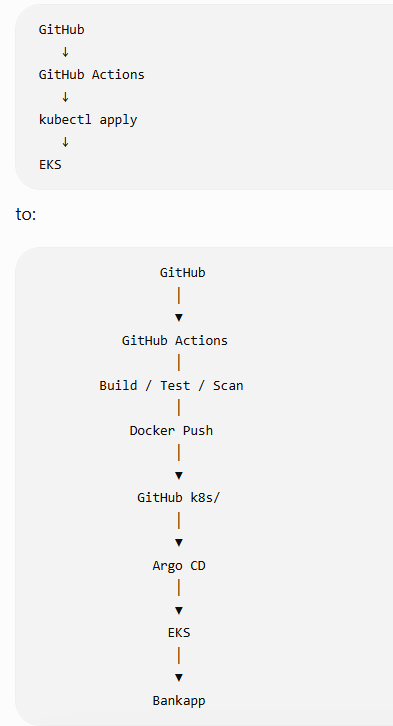 GitHub
↓
GitHub Actions
↓
kubectl apply
↓
EKS
to:
GitHub
│
▼
GitHub Actions
│
Build / Test / Scan
│
Docker Push
│
▼
GitHub k8s/
│
▼
Argo CD
│
▼
EKS
│
▼
Bankapp